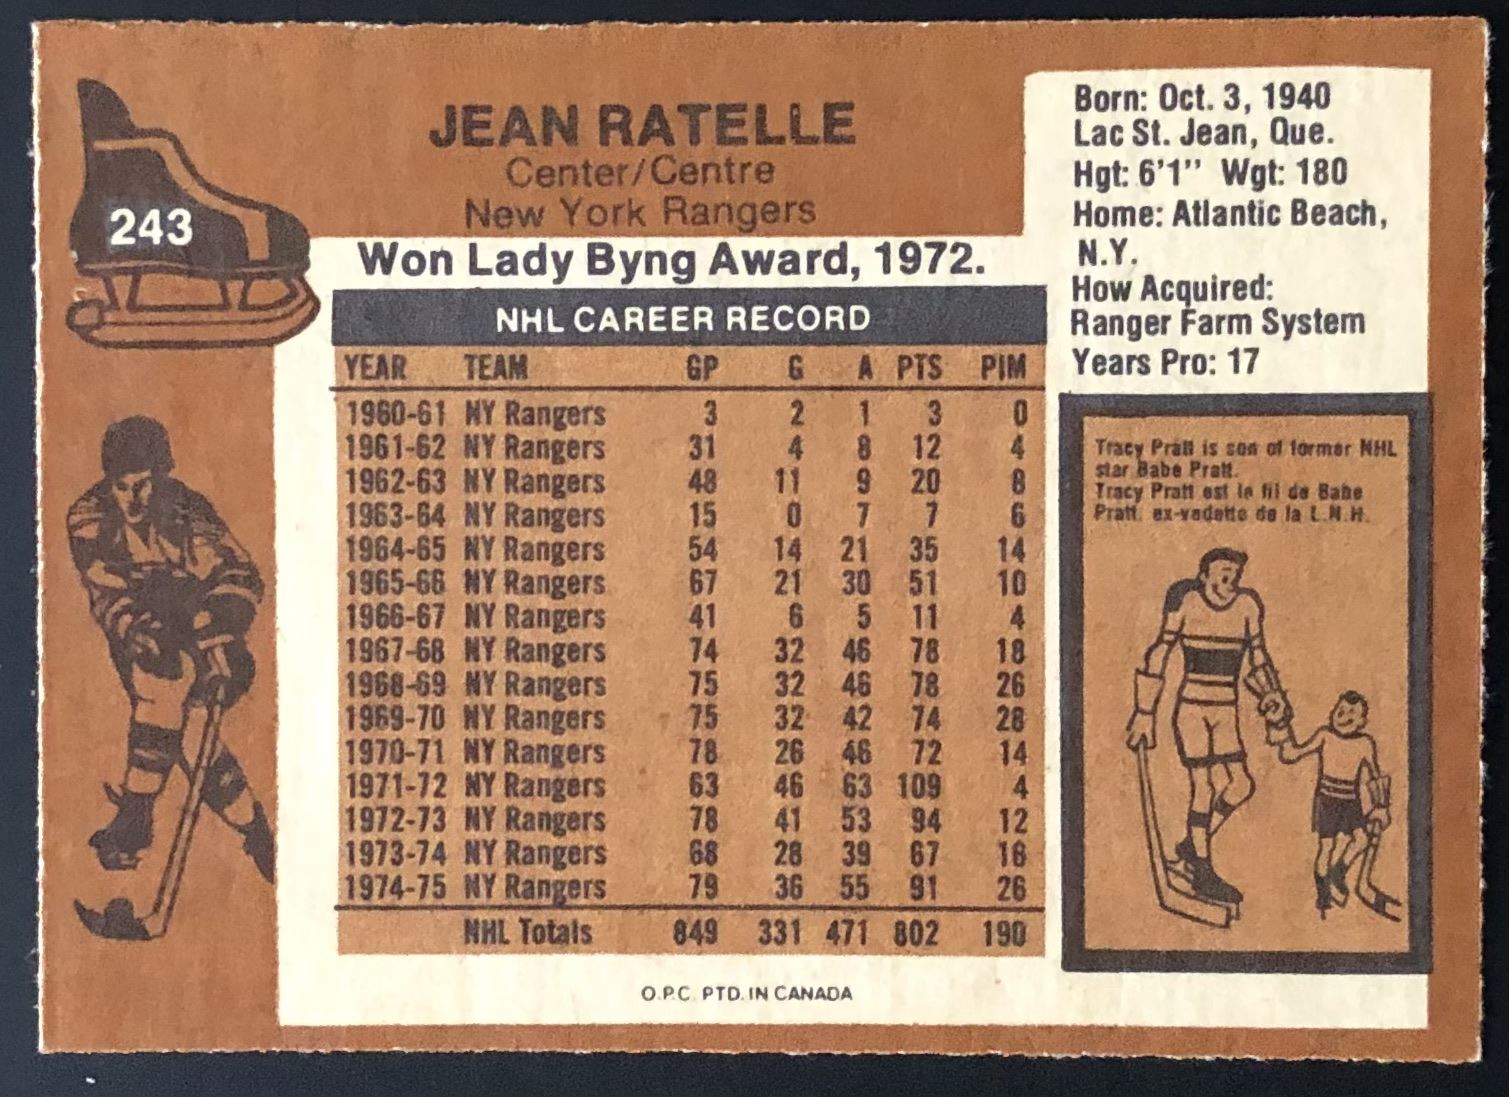 243
JEAN RATELLE
Center/Centre
New York Rangers
Won Lady Byng Award, 1972.
Born: Oct. 3, 1940
Lac St. Jean, Que.
Hgt: 6'1" Wgt: 180
Home: Atlantic Beach,
N.Y.
How Acquired:
Ranger Farm System
Years Pro: 17
NHL CAREER RECORD
YEAR TEAM GP G A PTS PIM
1960-61 NY Rangers 3 2 1 3 0
1961-62 NY Rangers 31 4 8 12 4
1962-63 NY Rangers 48 11 9 20 8
1963-64 NY Rangers 15 0 7 7 6
1964-65 NY Rangers 54 14 21 35 14
1965-66 NY Rangers 67 21 30 51 10
1966-67 NY Rangers 41 6 5 11 4
1967-68 NY Rangers 74 32 46 78 18
1968-69 NY Rangers 75 32 46 78 26
1969-70 NY Rangers 75 32 42 74 28
1970-71 NY Rangers 78 26 46 72 14
1971-72 NY Rangers 63 46 63 109 4
1972-73 NY Rangers 78 41 53 94 12
1973-74 NY Rangers 68 28 39 67 16
1974-75 NY Rangers 79 36 55 91 26
NHL Totals 849 331 471 802 190
Tracy Pratt is son of former NHL
star Babe Pratt.
Tracy Pratt est le fil de Babe
Pratt, ex-vedette de la L.N.H.
O.P.C. PTD. IN CANADA